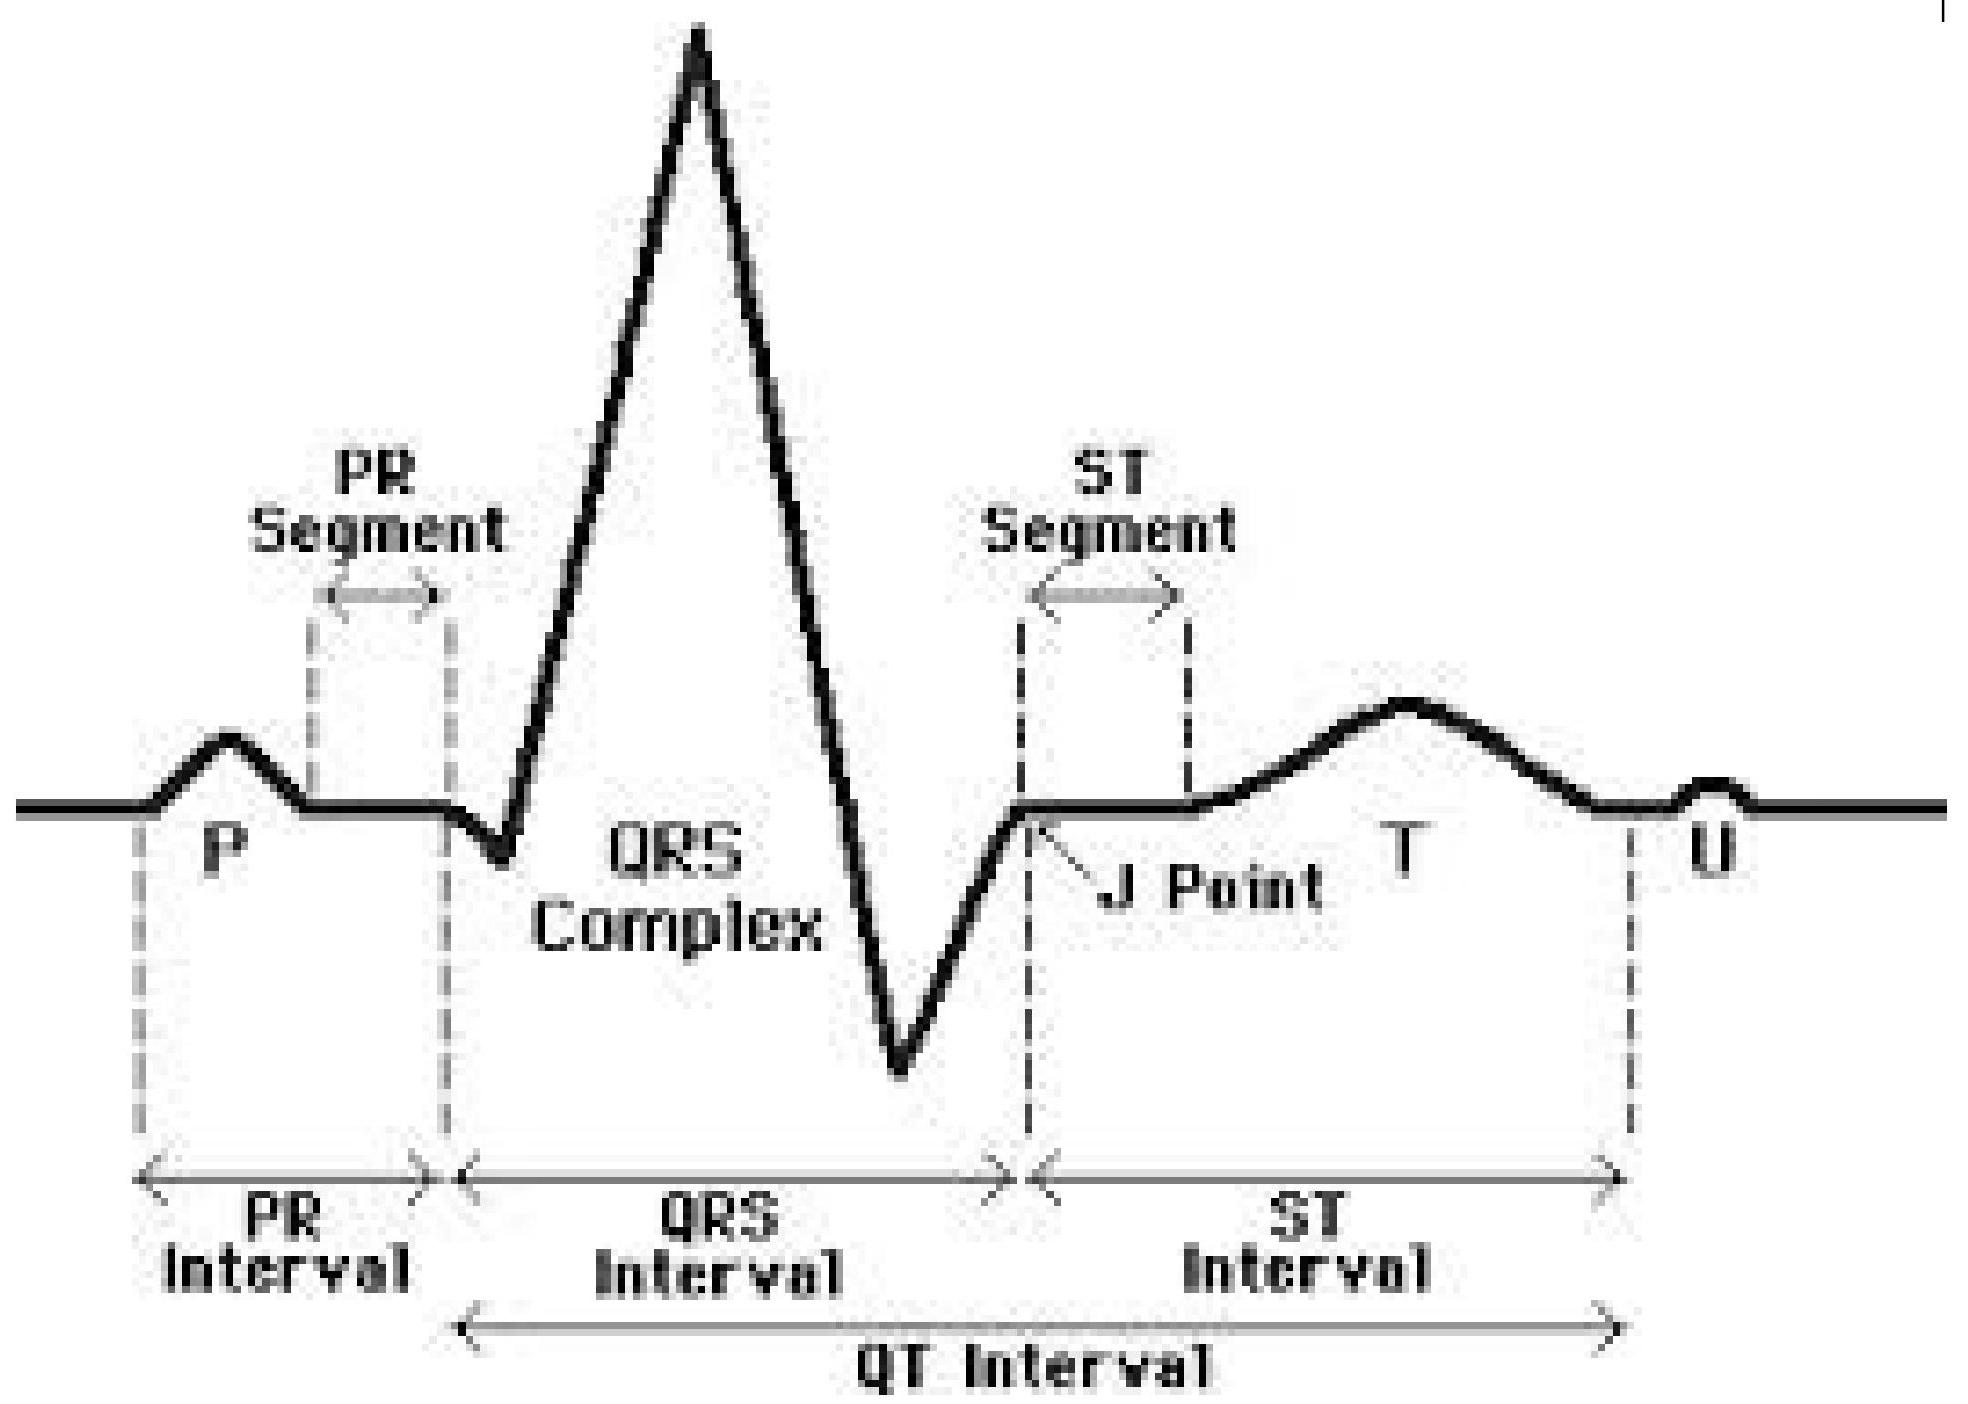 PR
Segment
ST
Segment
P
QRS
Complex
J Point
T
U
PR
Interval
QRS
Interval
ST
Interval
QT Interval